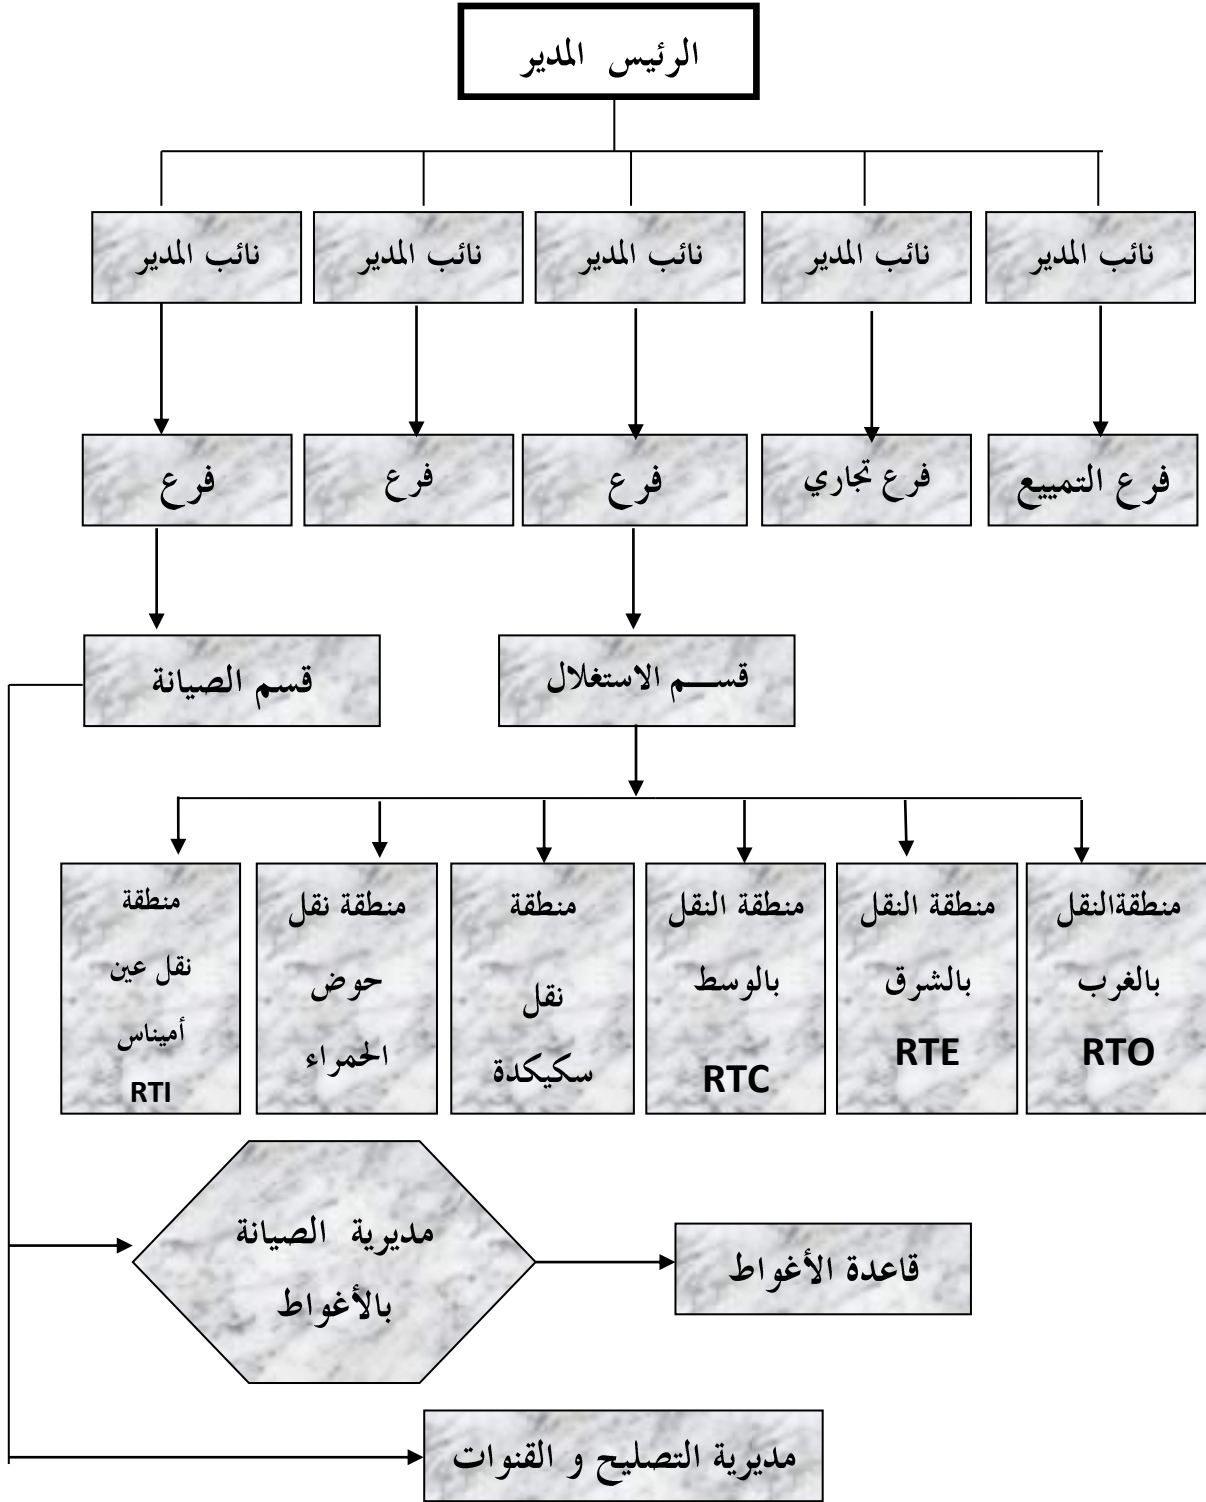 الرئيس المدير
نائب المدير
نائب المدير
نائب المدير
نائب المدير
نائب المدير
فرع التمييع
فرع تجاري
فرع
فرع
فرع
قســـم الاستغلال
قسم الصيانة
منطقةالنقل
بالغرب
RTO
منطقة النقل
بالشرق
RTE
منطقة النقل
بالوسط
RTC
منطقة
نقل
سكيكدة
منطقة نقل
حوض
الحمراء
منطقة
نقل عين
أميناس
RTI
مديرية الصيانة
بالأغواط
قاعدة الأغواط
مديرية التصليح و القنوات